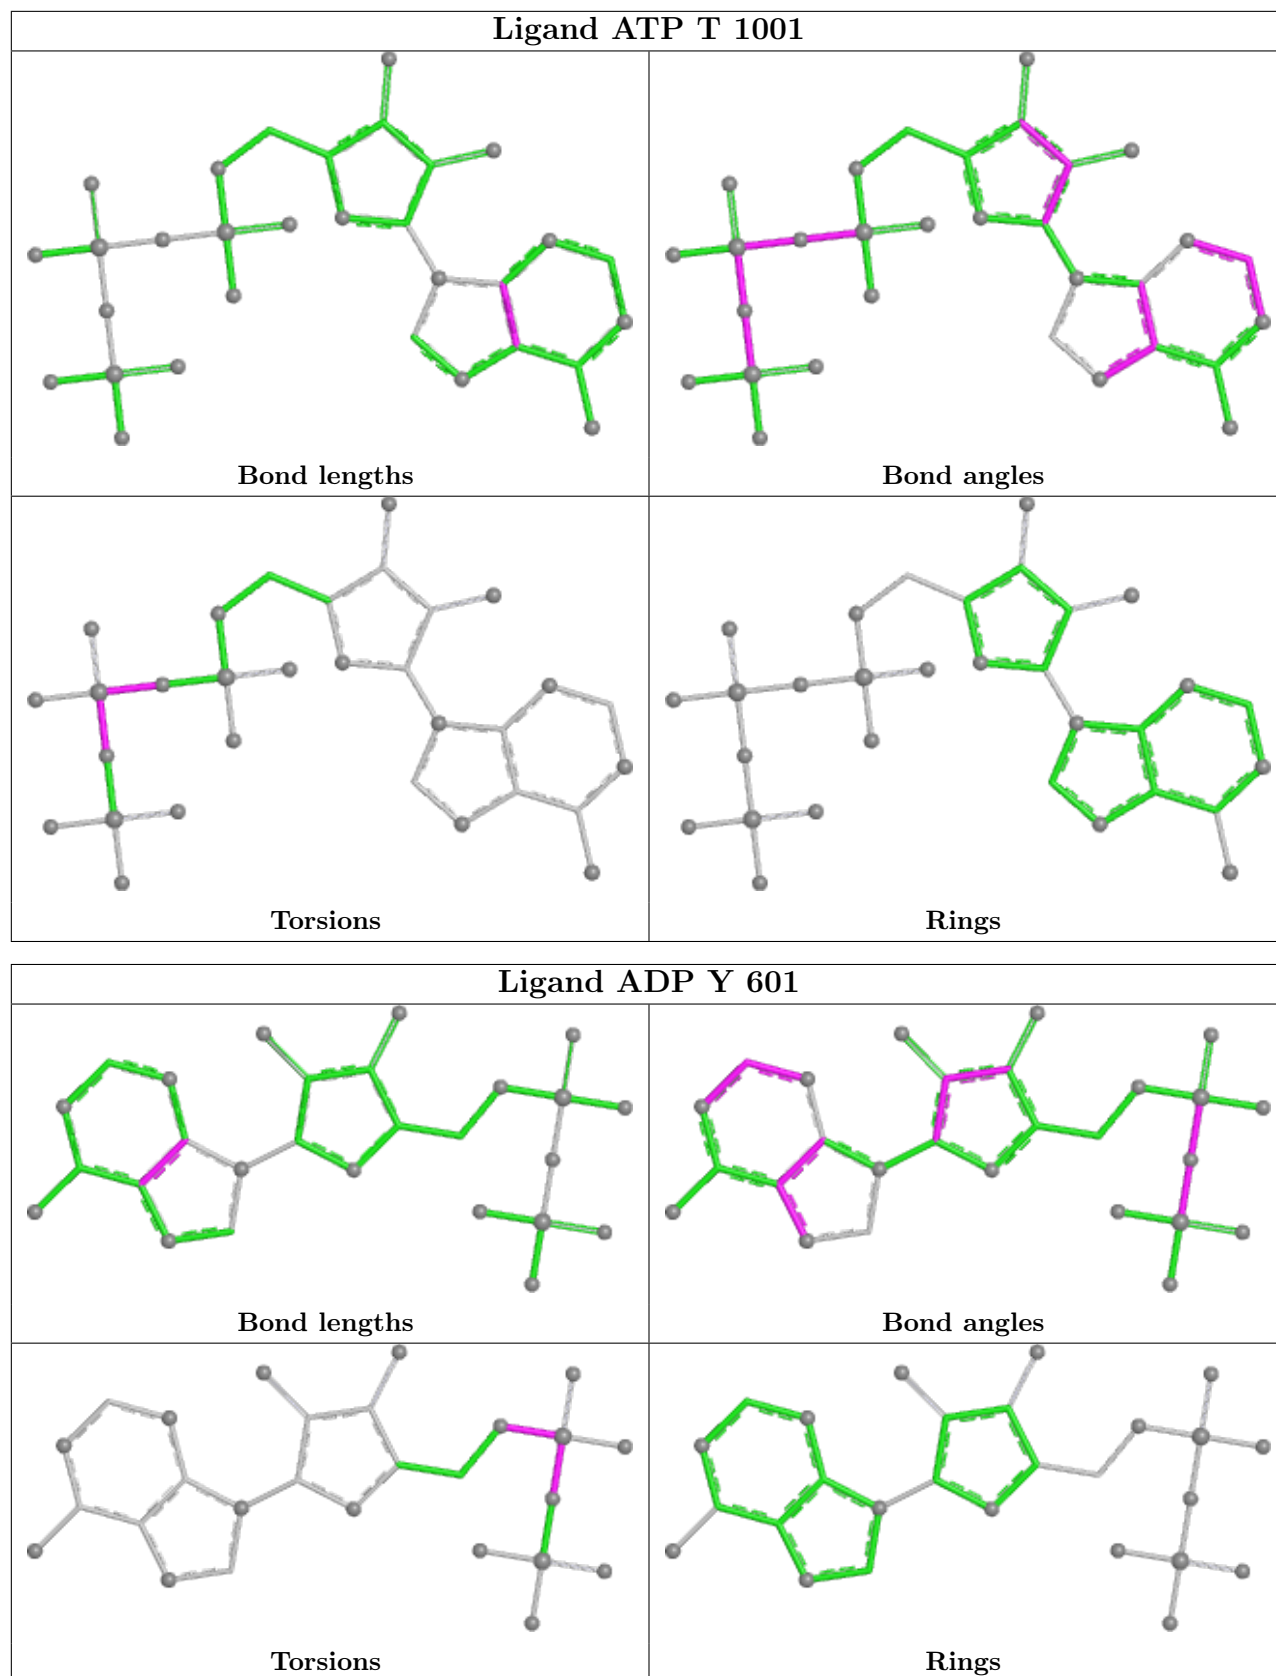 Ligand ATP T 1001
Bond lengths
Bond angles
Torsions
Rings
Ligand ADP Y 601
Bond lengths
Bond angles
Torsions
Rings